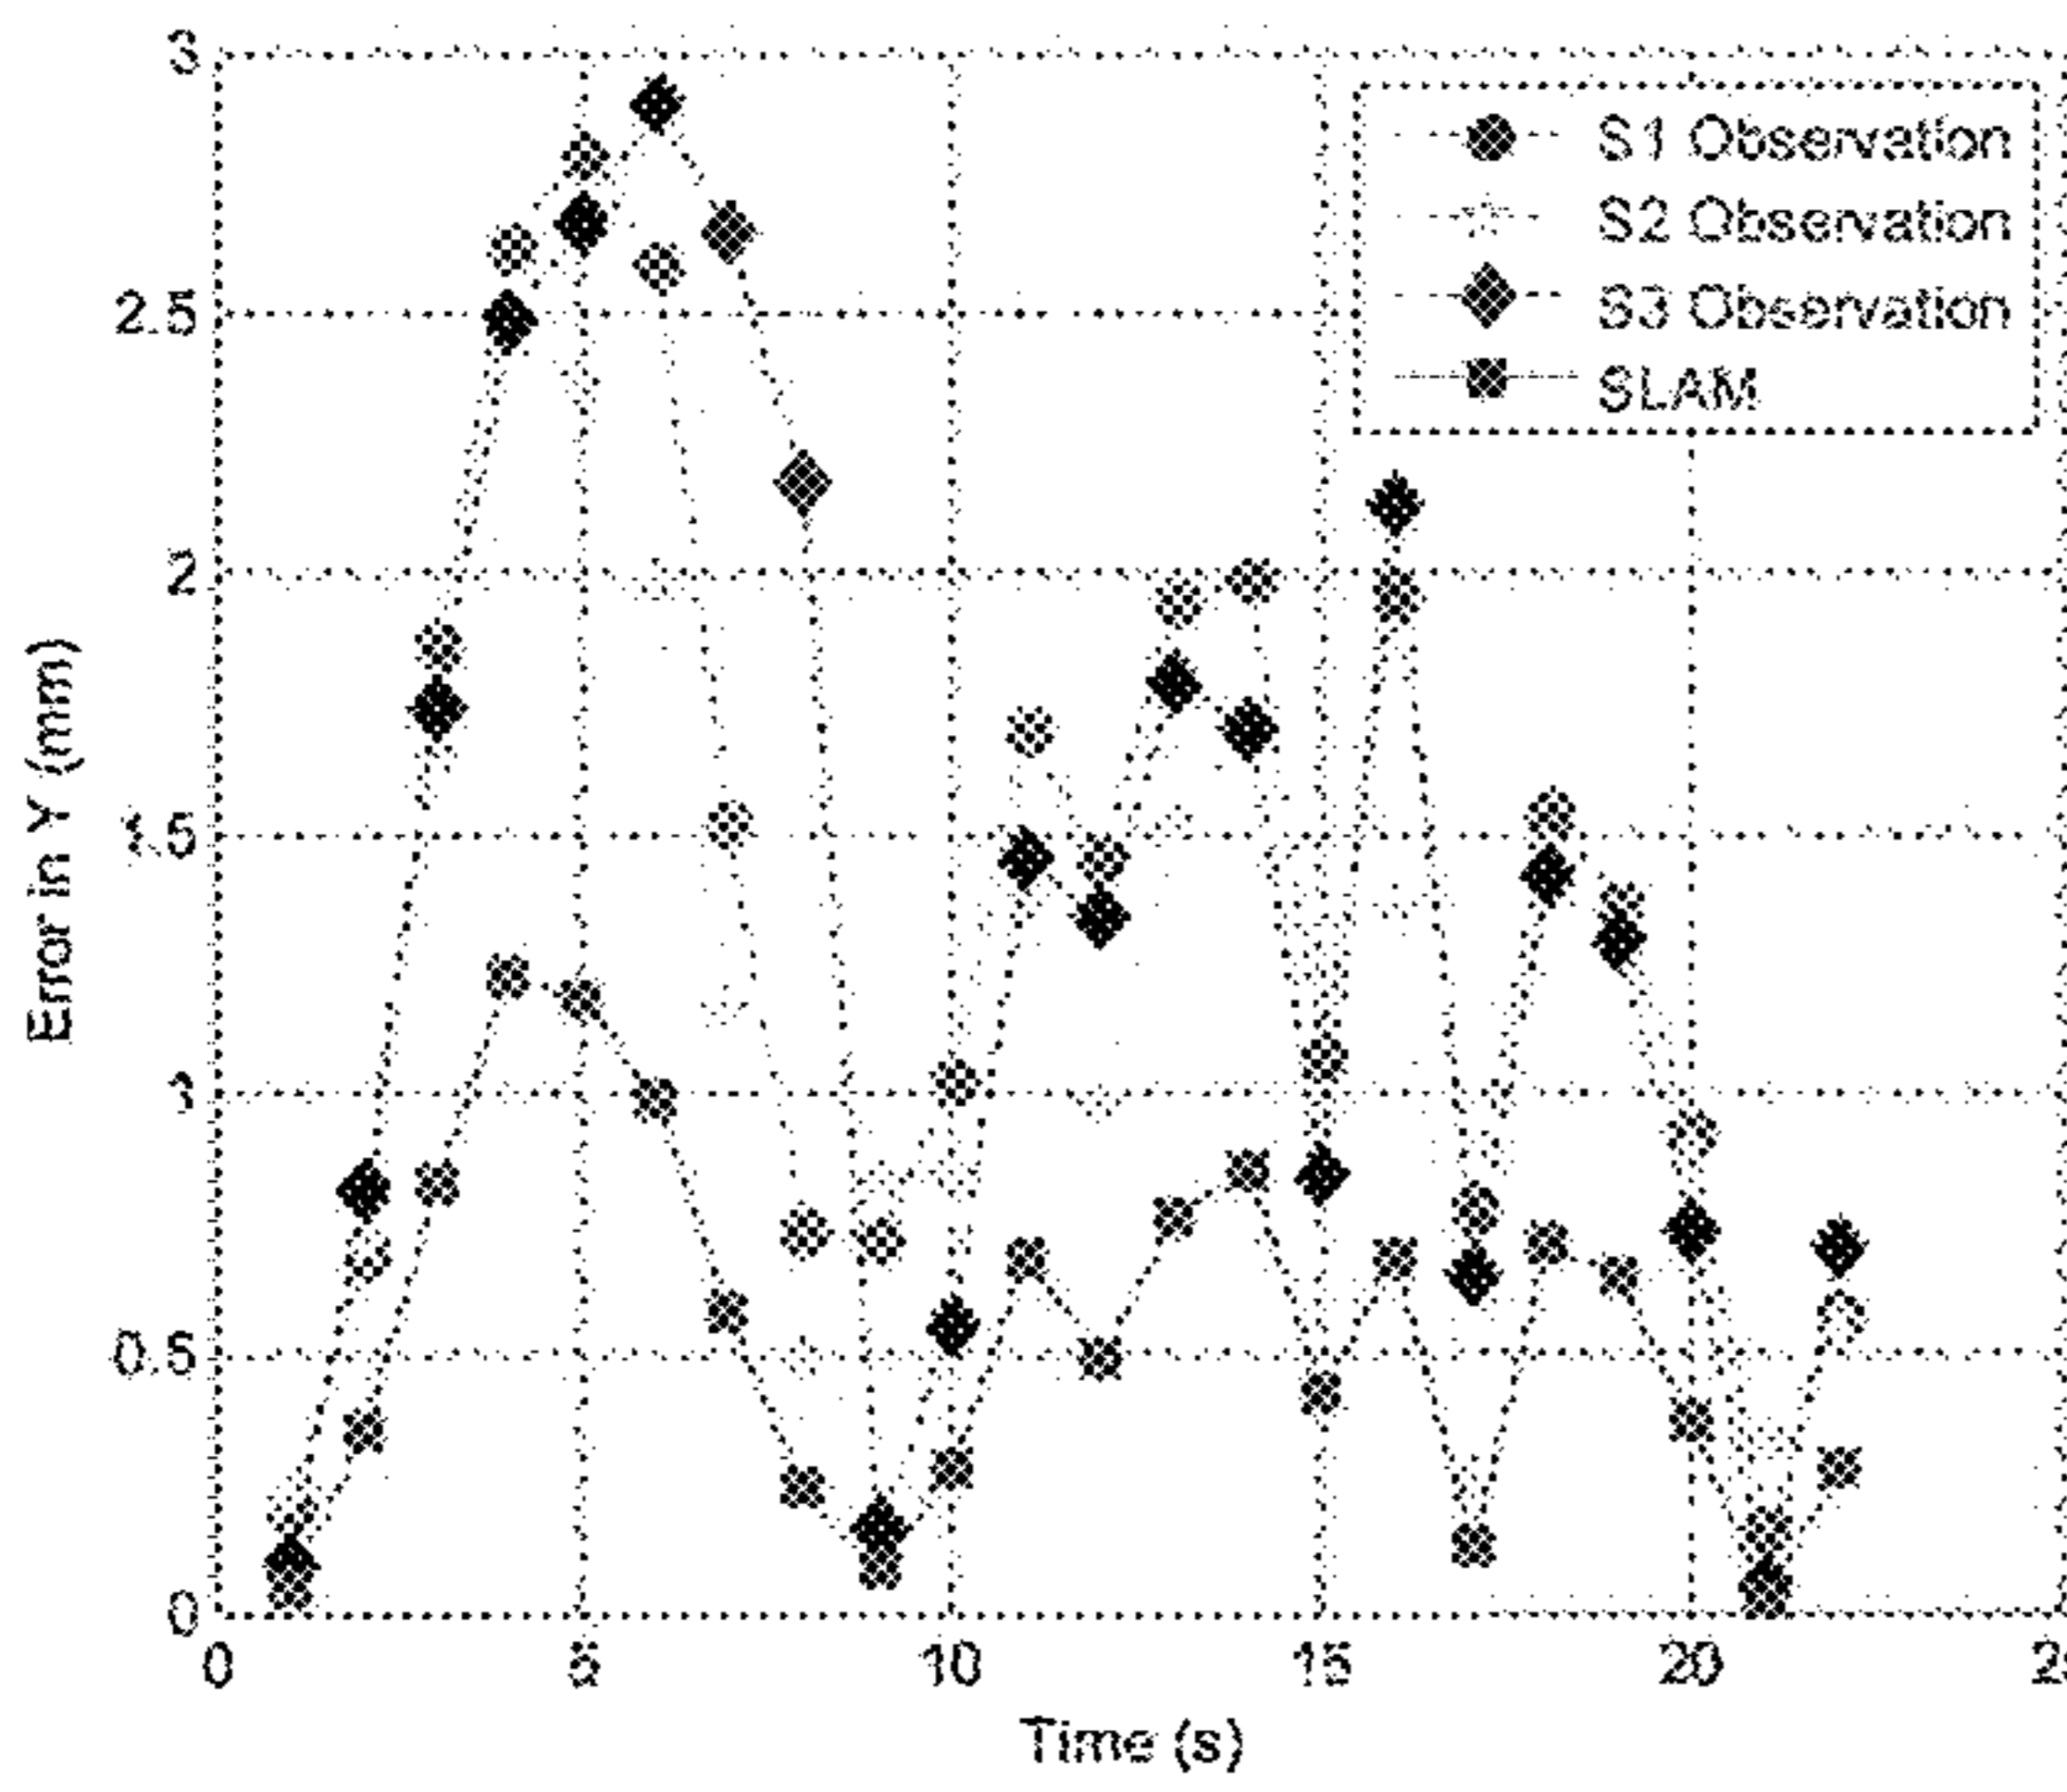 3
2.5
2
1.5
1
0.5
0
0
5
10
15
20
Error in Y (mm)
Time (s)
S1 Observation
S2 Observation
S3 Observation
SLAM